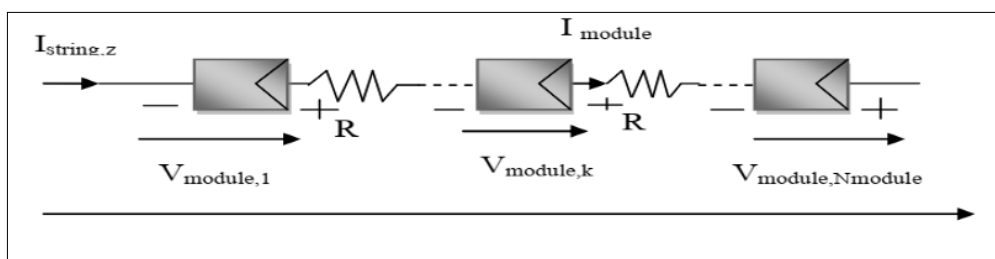 I string,z
I module
− + R − + R − +
V module,1
V module,k
V module,Nmodule